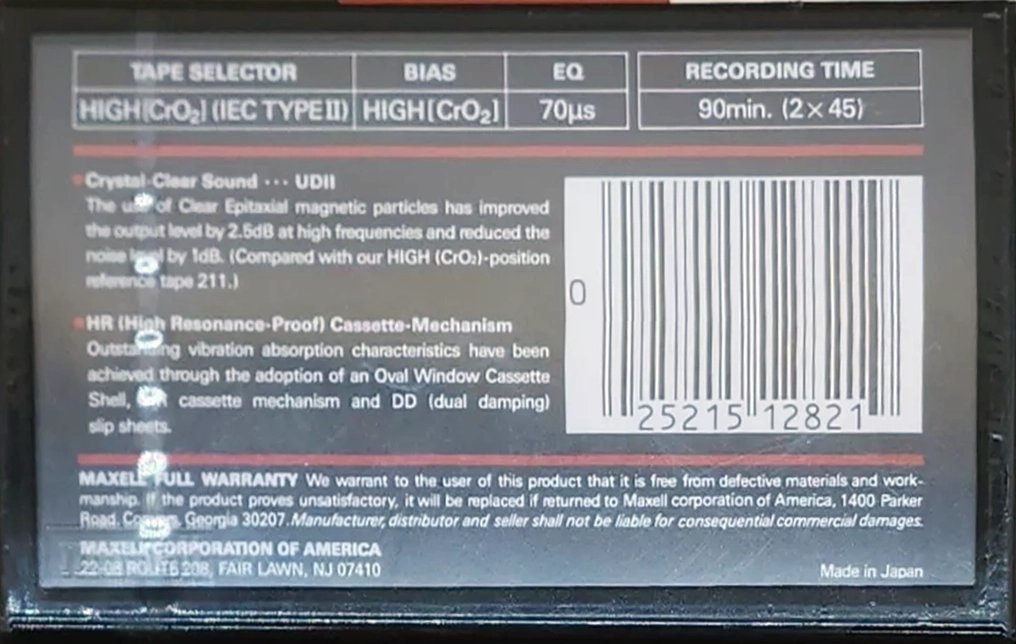 TAPE SELECTOR BIAS EQ RECORDING TIME
HIGH[CrO₂] (IEC TYPE II) HIGH[CrO₂] 70µs 90min. (2×45)
Crystal-Clear Sound ··· UDII
The use of Clear Epitaxial magnetic particles has improved
the output level by 2.5dB at high frequencies and reduced the
noise level by 1dB. (Compared with our HIGH (CrO₂)-position
reference tape 211.)
HR (High Resonance-Proof) Cassette-Mechanism
Outstanding vibration absorption characteristics have been
achieved through the adoption of an Oval Window Cassette
Shell, cassette mechanism and DD (dual damping)
slip sheets.
0 25215 12821
MAXELL FULL WARRANTY We warrant to the user of this product that it is free from defective materials and work-
manship. If the product proves unsatisfactory, it will be replaced if returned to Maxell corporation of America, 1400 Parker
Road. Conyers, Georgia 30207. Manufacturer, distributor and seller shall not be liable for consequential commercial damages.
MAXELL CORPORATION OF AMERICA
22-08 ROUTE 208, FAIR LAWN, NJ 07410
Made in Japan